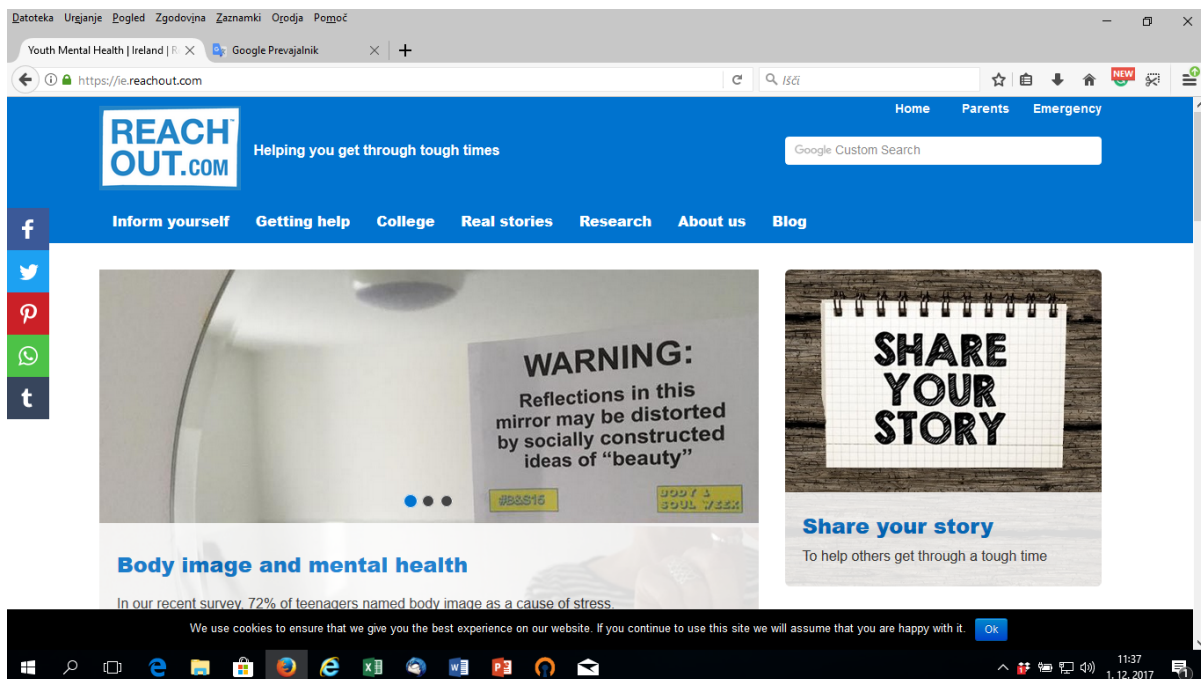 Datoteka Urejanje Pogled Zgodovina Zaznamki Orodja Pomoč
Youth Mental Health | Ireland | R
Google Prevajalnik
https://ie.reachout.com
Išči
NEW
Home Parents Emergency
REACH
OUT.COM
Helping you get through tough times
Google Custom Search
Inform yourself Getting help College Real stories Research About us Blog
WARNING:
Reflections in this
mirror may be distorted
by socially constructed
ideas of “beauty”
#B&S16
BODY &
SOUL WEEK
SHARE
YOUR
STORY
Share your story
To help others get through a tough time
Body image and mental health
In our recent survey, 72% of teenagers named body image as a cause of stress.
We use cookies to ensure that we give you the best experience on our website. If you continue to use this site we will assume that you are happy with it. Ok
11:37
1. 12. 2017